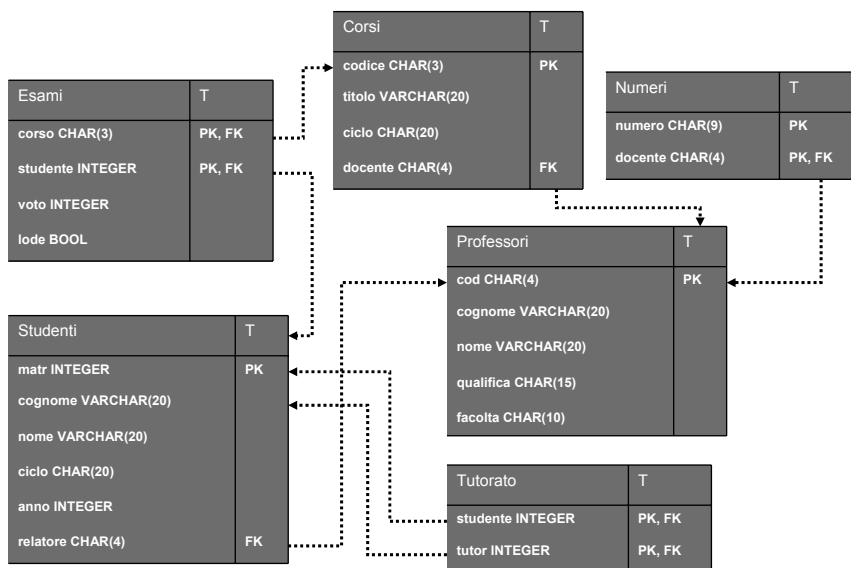 Corsi T
codice CHAR(3) PK
titolo VARCHAR(20)
ciclo CHAR(20)
docente CHAR(4) FK
Esami T
corso CHAR(3) PK, FK
studente INTEGER PK, FK
voto INTEGER
lode BOOL
Numeri T
numero CHAR(9) PK
docente CHAR(4) PK, FK
Professori T
cod CHAR(4) PK
cognome VARCHAR(20)
nome VARCHAR(20)
qualifica CHAR(15)
facolta CHAR(10)
Studenti T
matr INTEGER PK
cognome VARCHAR(20)
nome VARCHAR(20)
ciclo CHAR(20)
anno INTEGER
relatore CHAR(4) FK
Tutorato T
studente INTEGER PK, FK
tutor INTEGER PK, FK